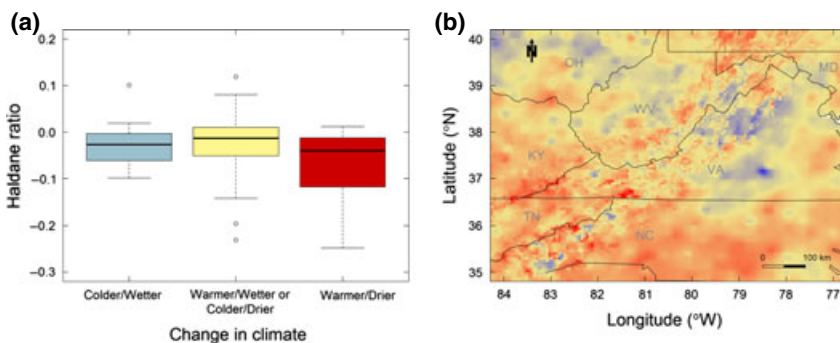 (a)
0.2
0.1
0.0
−0.1
−0.2
−0.3
Haldane ratio
Colder/Wetter
Warmer/Wetter or
Colder/Drier
Warmer/Drier
Change in climate
(b)
40
39
38
37
36
35
Latitude (°N)
N
OH
MD
WV
KY
VA
TN
NC
0 100 km
84 83 82 81 80 79 78 77
Longitude (°W)